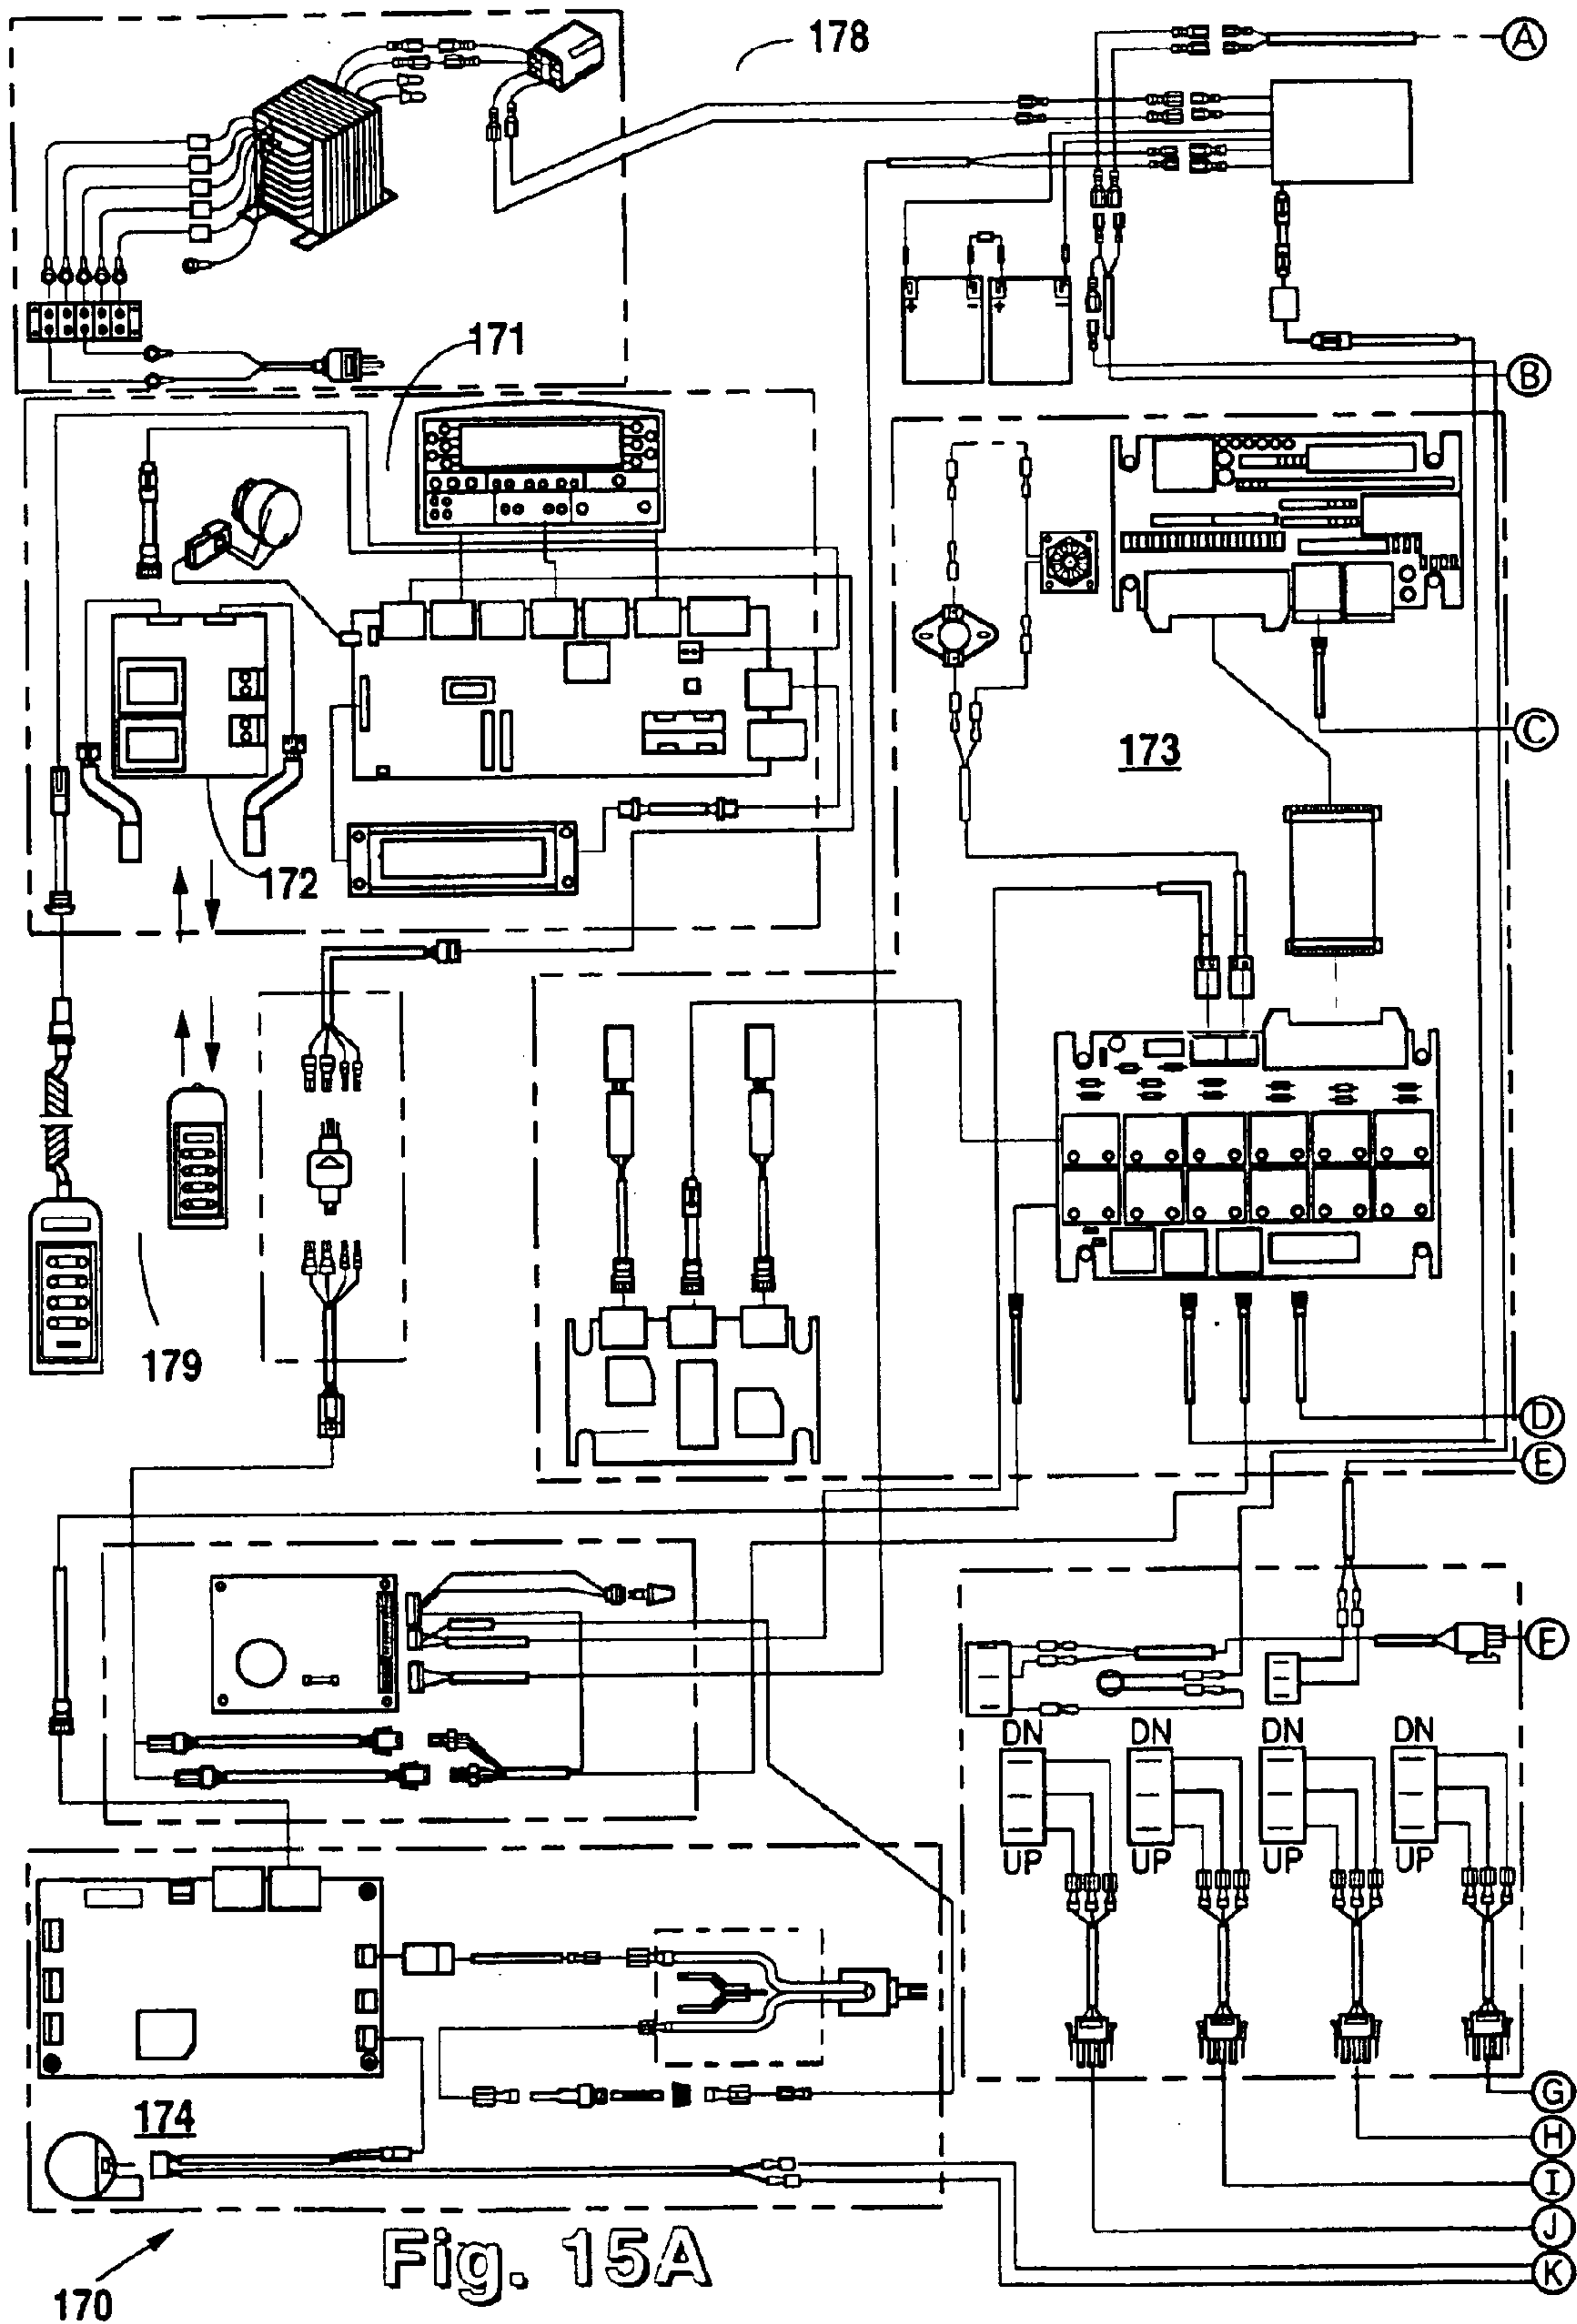 178
A
+
-
+
-
171
B
173
C
172
179
D
E
F
DN
DN
DN
DN
UP
UP
UP
UP
174
G
H
I
J
K
Fig. 15A
170